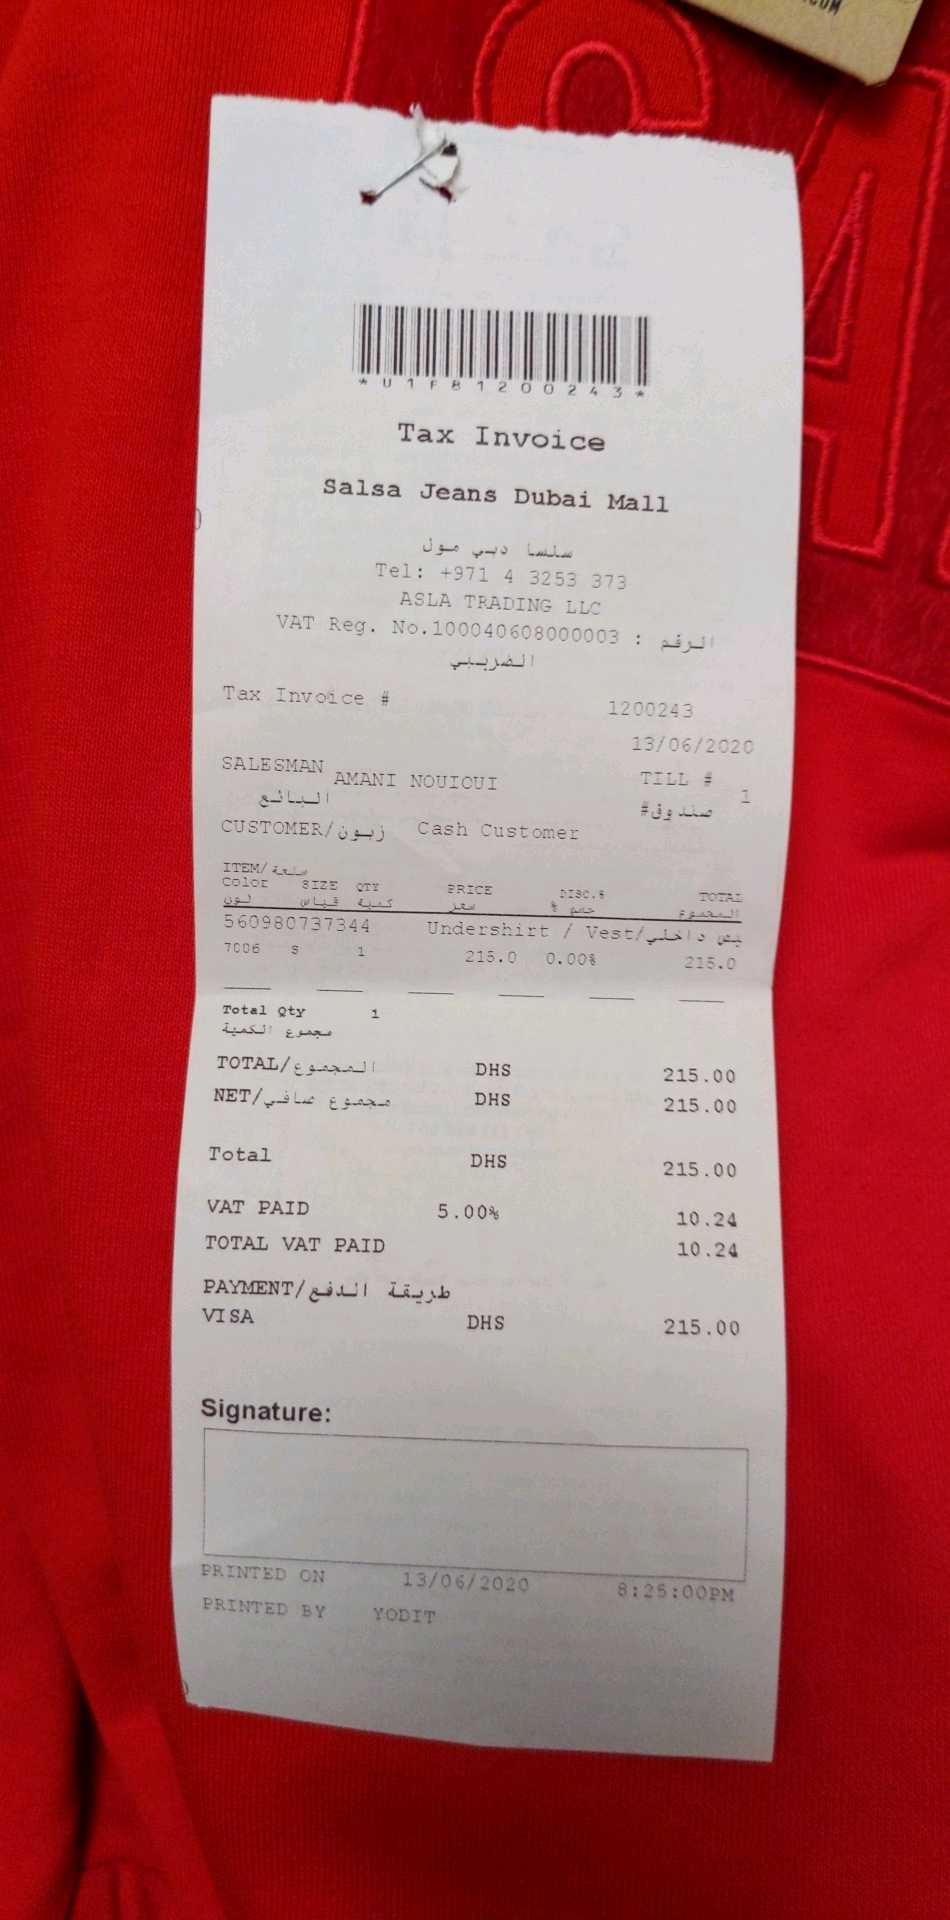 .COM
*U1F81200243*
Tax Invoice
Salsa Jeans Dubai Mall
سلسا دبي مول
Tel: +971 4 3253 373
ASLA TRADING LLC
VAT Reg. No.100040608000003 : الرقم
الضريبي
Tax Invoice # 1200243
13/06/2020
SALESMAN AMANI NOUIOUI TILL # 1
البائع صندوق#
CUSTOMER/زبون Cash Customer
ITEM/سلعة
Color SIZE QTY PRICE DISC.% TOTAL
لون قياس كمية سعر خصم % المجموع
560980737344 Undershirt / Vest/يص داخلي
7006 S 1 215.0 0.00% 215.0
Total Qty 1
مجموع الكمية
TOTAL/المجموع DHS 215.00
NET/مجموع صافي DHS 215.00
Total DHS 215.00
VAT PAID 5.00% 10.24
TOTAL VAT PAID 10.24
PAYMENT/طريقة الدفع
VISA DHS 215.00
Signature:
PRINTED ON 13/06/2020 8:25:00PM
PRINTED BY YODIT